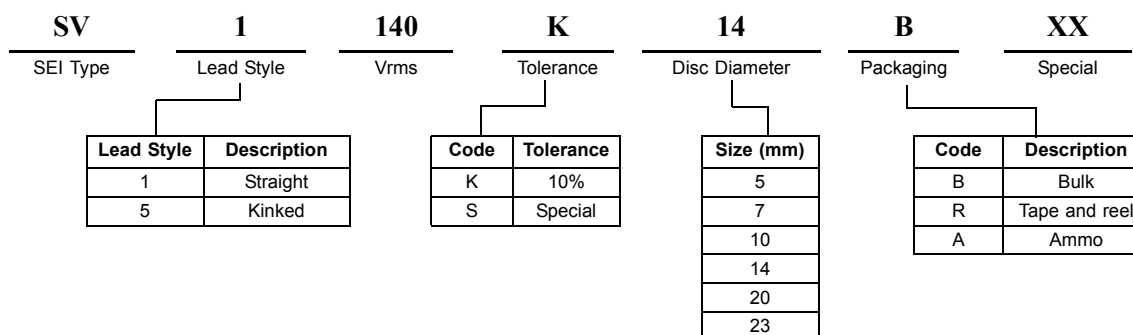 SV 1 140 K 14 B XX
SEI Type Lead Style Vrms Tolerance Disc Diameter Packaging Special
Lead Style Description
1 Straight
5 Kinked
Code Tolerance
K 10%
S Special
Size (mm)
5
7
10
14
20
23
Code Description
B Bulk
R Tape and reel
A Ammo